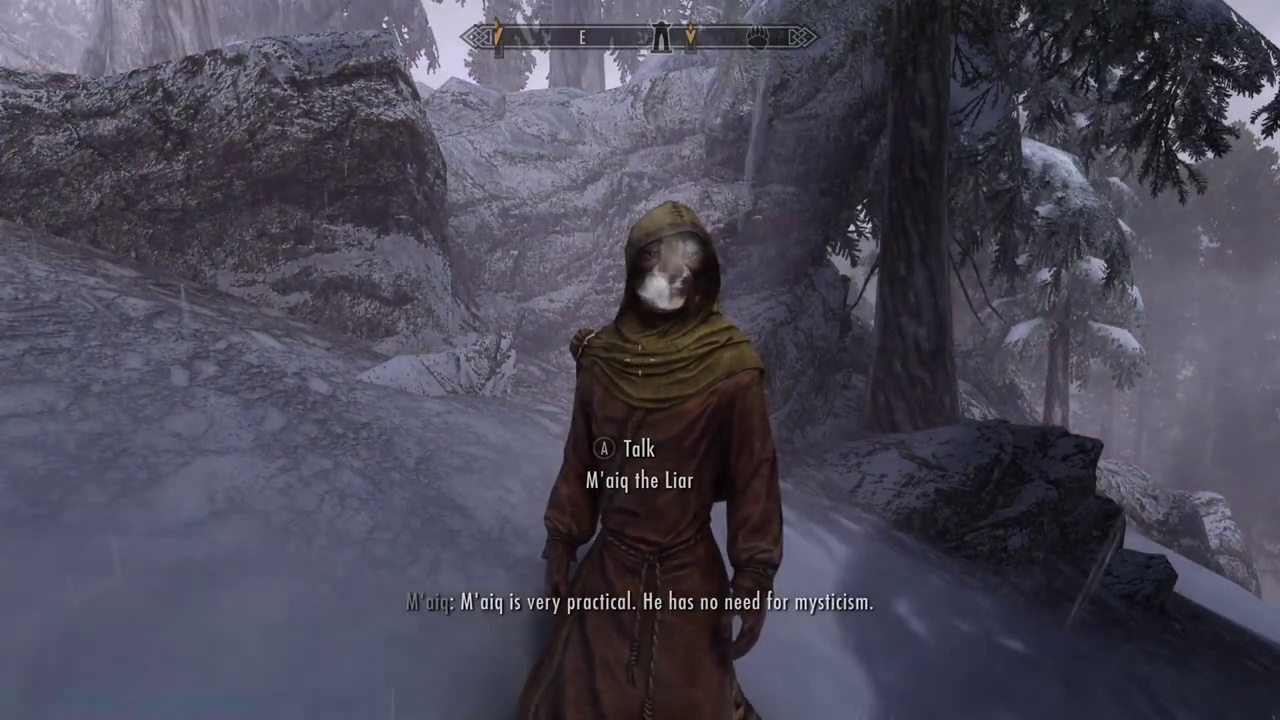 E
A Talk
M'aiq the Liar
M'aiq: M'aiq is very practical. He has no need for mysticism.